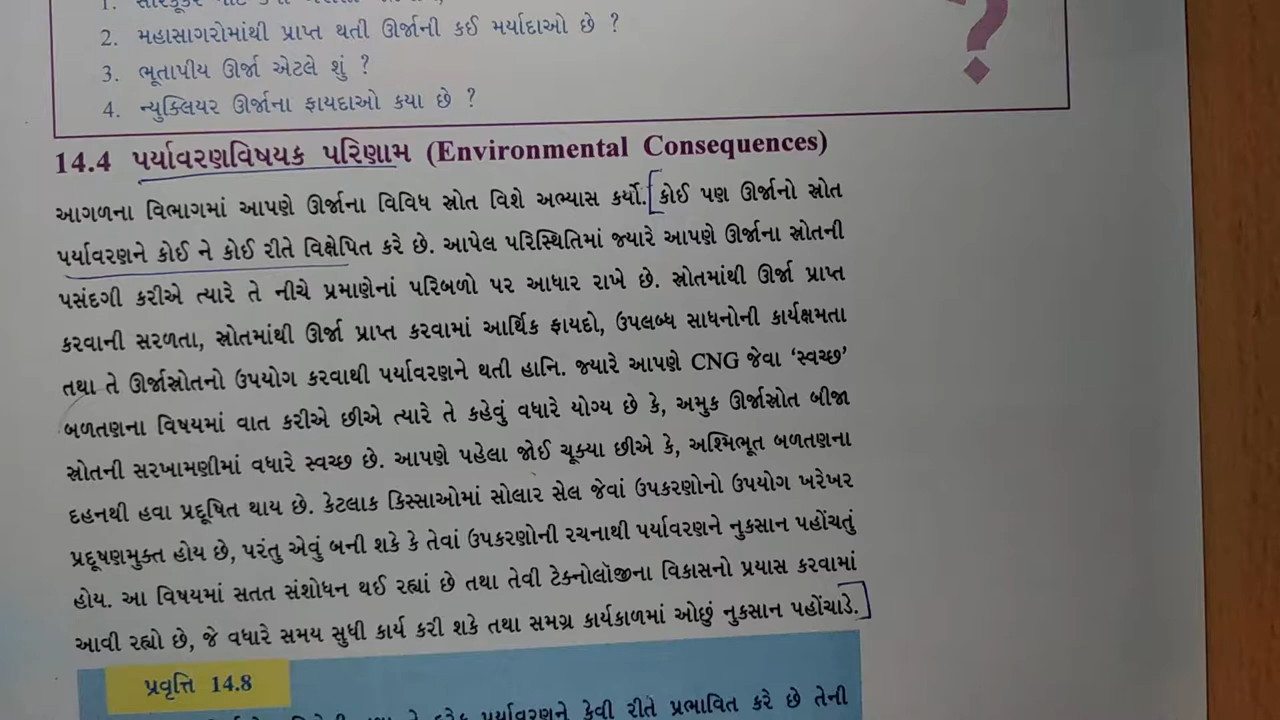 2. મહાસાગરોમાંથી પ્રાપ્ત થતી ઊર્જાની કઈ મર્યાદાઓ છે ?
3. ભૂતાપીય ઊર્જા એટલે શું ?
4. ન્યુક્લિયર ઊર્જાના ફાયદાઓ કયા છે ?
?
14.4 પર્યાવરણવિષયક પરિણામ (Environmental Consequences)
આગળના વિભાગમાં આપણે ઊર્જાના વિવિધ સ્રોત વિશે અભ્યાસ કર્યો. કોઈ પણ ઊર્જાનો સ્રોત
પર્યાવરણને કોઈ ને કોઈ રીતે વિક્ષેપિત કરે છે. આપેલ પરિસ્થિતિમાં જ્યારે આપણે ઊર્જાના સ્રોતની
પસંદગી કરીએ ત્યારે તે નીચે પ્રમાણેનાં પરિબળો પર આધાર રાખે છે. સ્રોતમાંથી ઊર્જા પ્રાપ્ત
કરવાની સરળતા, સ્રોતમાંથી ઊર્જા પ્રાપ્ત કરવામાં આર્થિક ફાયદો, ઉપલબ્ધ સાધનોની કાર્યક્ષમતા
તથા તે ઊર્જાસ્રોતનો ઉપયોગ કરવાથી પર્યાવરણને થતી હાનિ. જ્યારે આપણે CNG જેવા ‘સ્વચ્છ’
બળતણના વિષયમાં વાત કરીએ છીએ ત્યારે તે કહેવું વધારે યોગ્ય છે કે, અમુક ઊર્જાસ્રોત બીજા
સ્રોતની સરખામણીમાં વધારે સ્વચ્છ છે. આપણે પહેલા જોઈ ચૂક્યા છીએ કે, અશ્મિભૂત બળતણના
દહનથી હવા પ્રદૂષિત થાય છે. કેટલાક કિસ્સાઓમાં સોલાર સેલ જેવાં ઉપકરણોનો ઉપયોગ ખરેખર
પ્રદૂષણમુક્ત હોય છે, પરંતુ એવું બની શકે કે તેવાં ઉપકરણોની રચનાથી પર્યાવરણને નુકસાન પહોંચતું
હોય. આ વિષયમાં સતત સંશોધન થઈ રહ્યાં છે તથા તેવી ટેક્નોલૉજીના વિકાસનો પ્રયાસ કરવામાં
આવી રહ્યો છે, જે વધારે સમય સુધી કાર્ય કરી શકે તથા સમગ્ર કાર્યકાળમાં ઓછું નુકસાન પહોંચાડે.
પ્રવૃત્તિ 14.8
પર્યાવરણને કેવી રીતે પ્રભાવિત કરે છે તેની